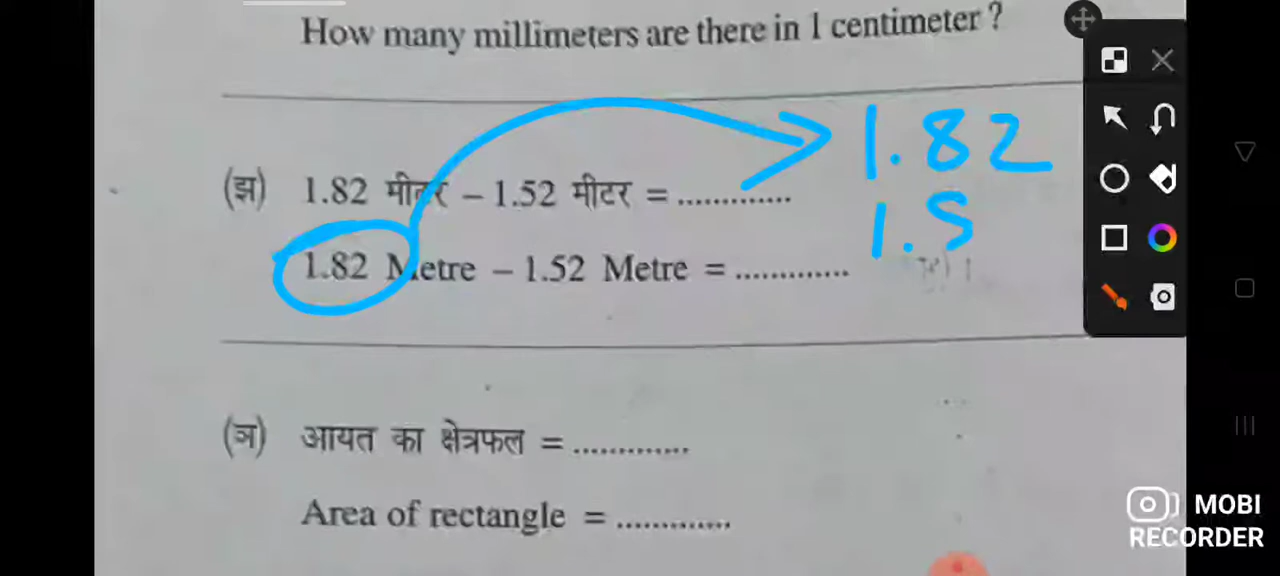 How many millimeters are there in 1 centimeter ?
1.82
(झ) 1.82 मीटर – 1.52 मीटर = .............
1.5
1.82 Metre – 1.52 Metre = .............
(ञ) आयत का क्षेत्रफल = .............
Area of rectangle = .............
MOBI
RECORDER